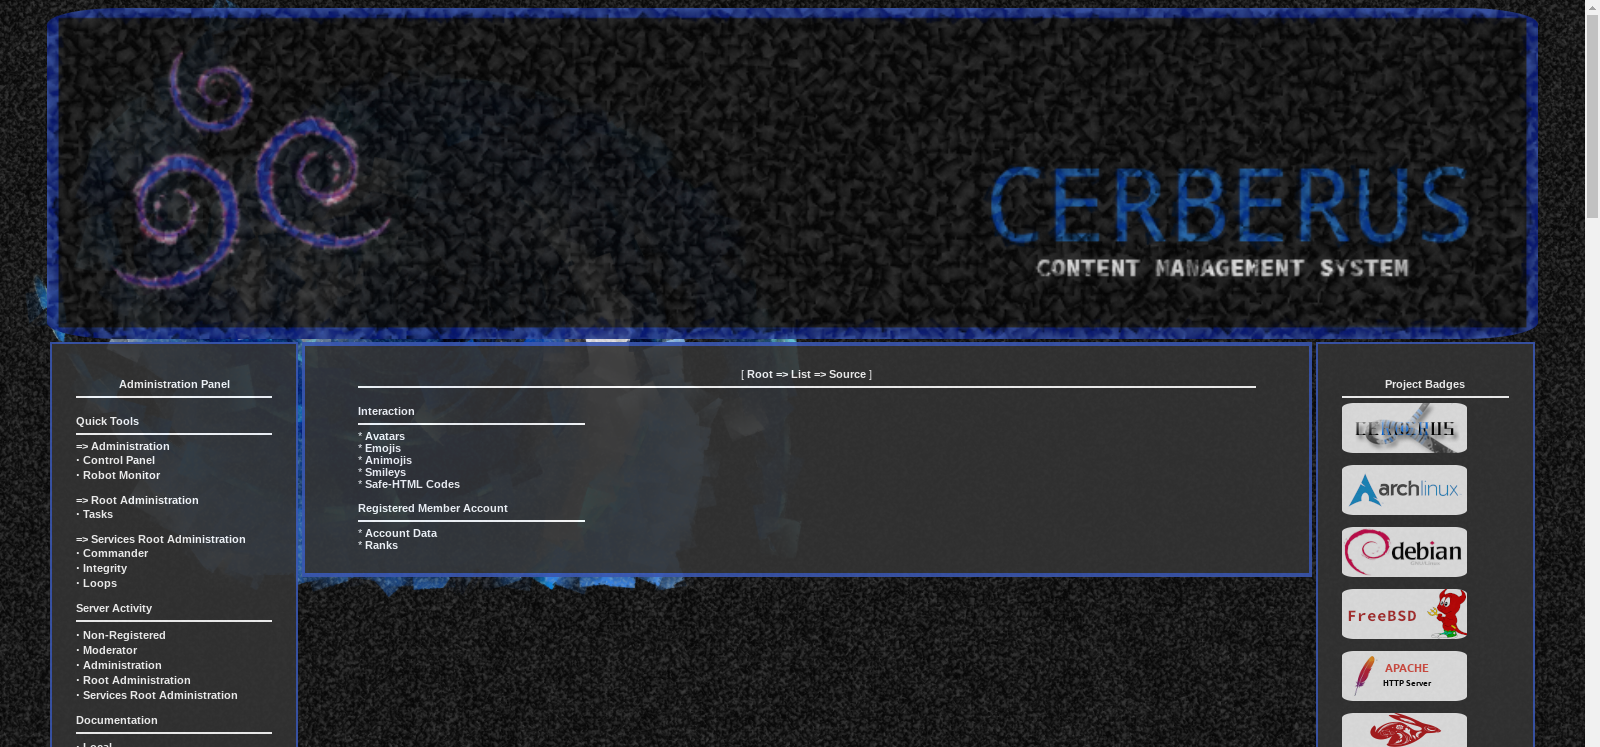 CERBERUS
CONTENT MANAGEMENT SYSTEM
Administration Panel
Quick Tools
=> Administration
· Control Panel
· Robot Monitor
=> Root Administration
· Tasks
=> Services Root Administration
· Commander
· Integrity
· Loops
Server Activity
· Non-Registered
· Moderator
· Administration
· Root Administration
· Services Root Administration
Documentation
· Local
[ Root => List => Source ]
Interaction
* Avatars
* Emojis
* Animojis
* Smileys
* Safe-HTML Codes
Registered Member Account
* Account Data
* Ranks
Project Badges
CERBERUS
archlinux
debian
FreeBSD
APACHE
HTTP Server